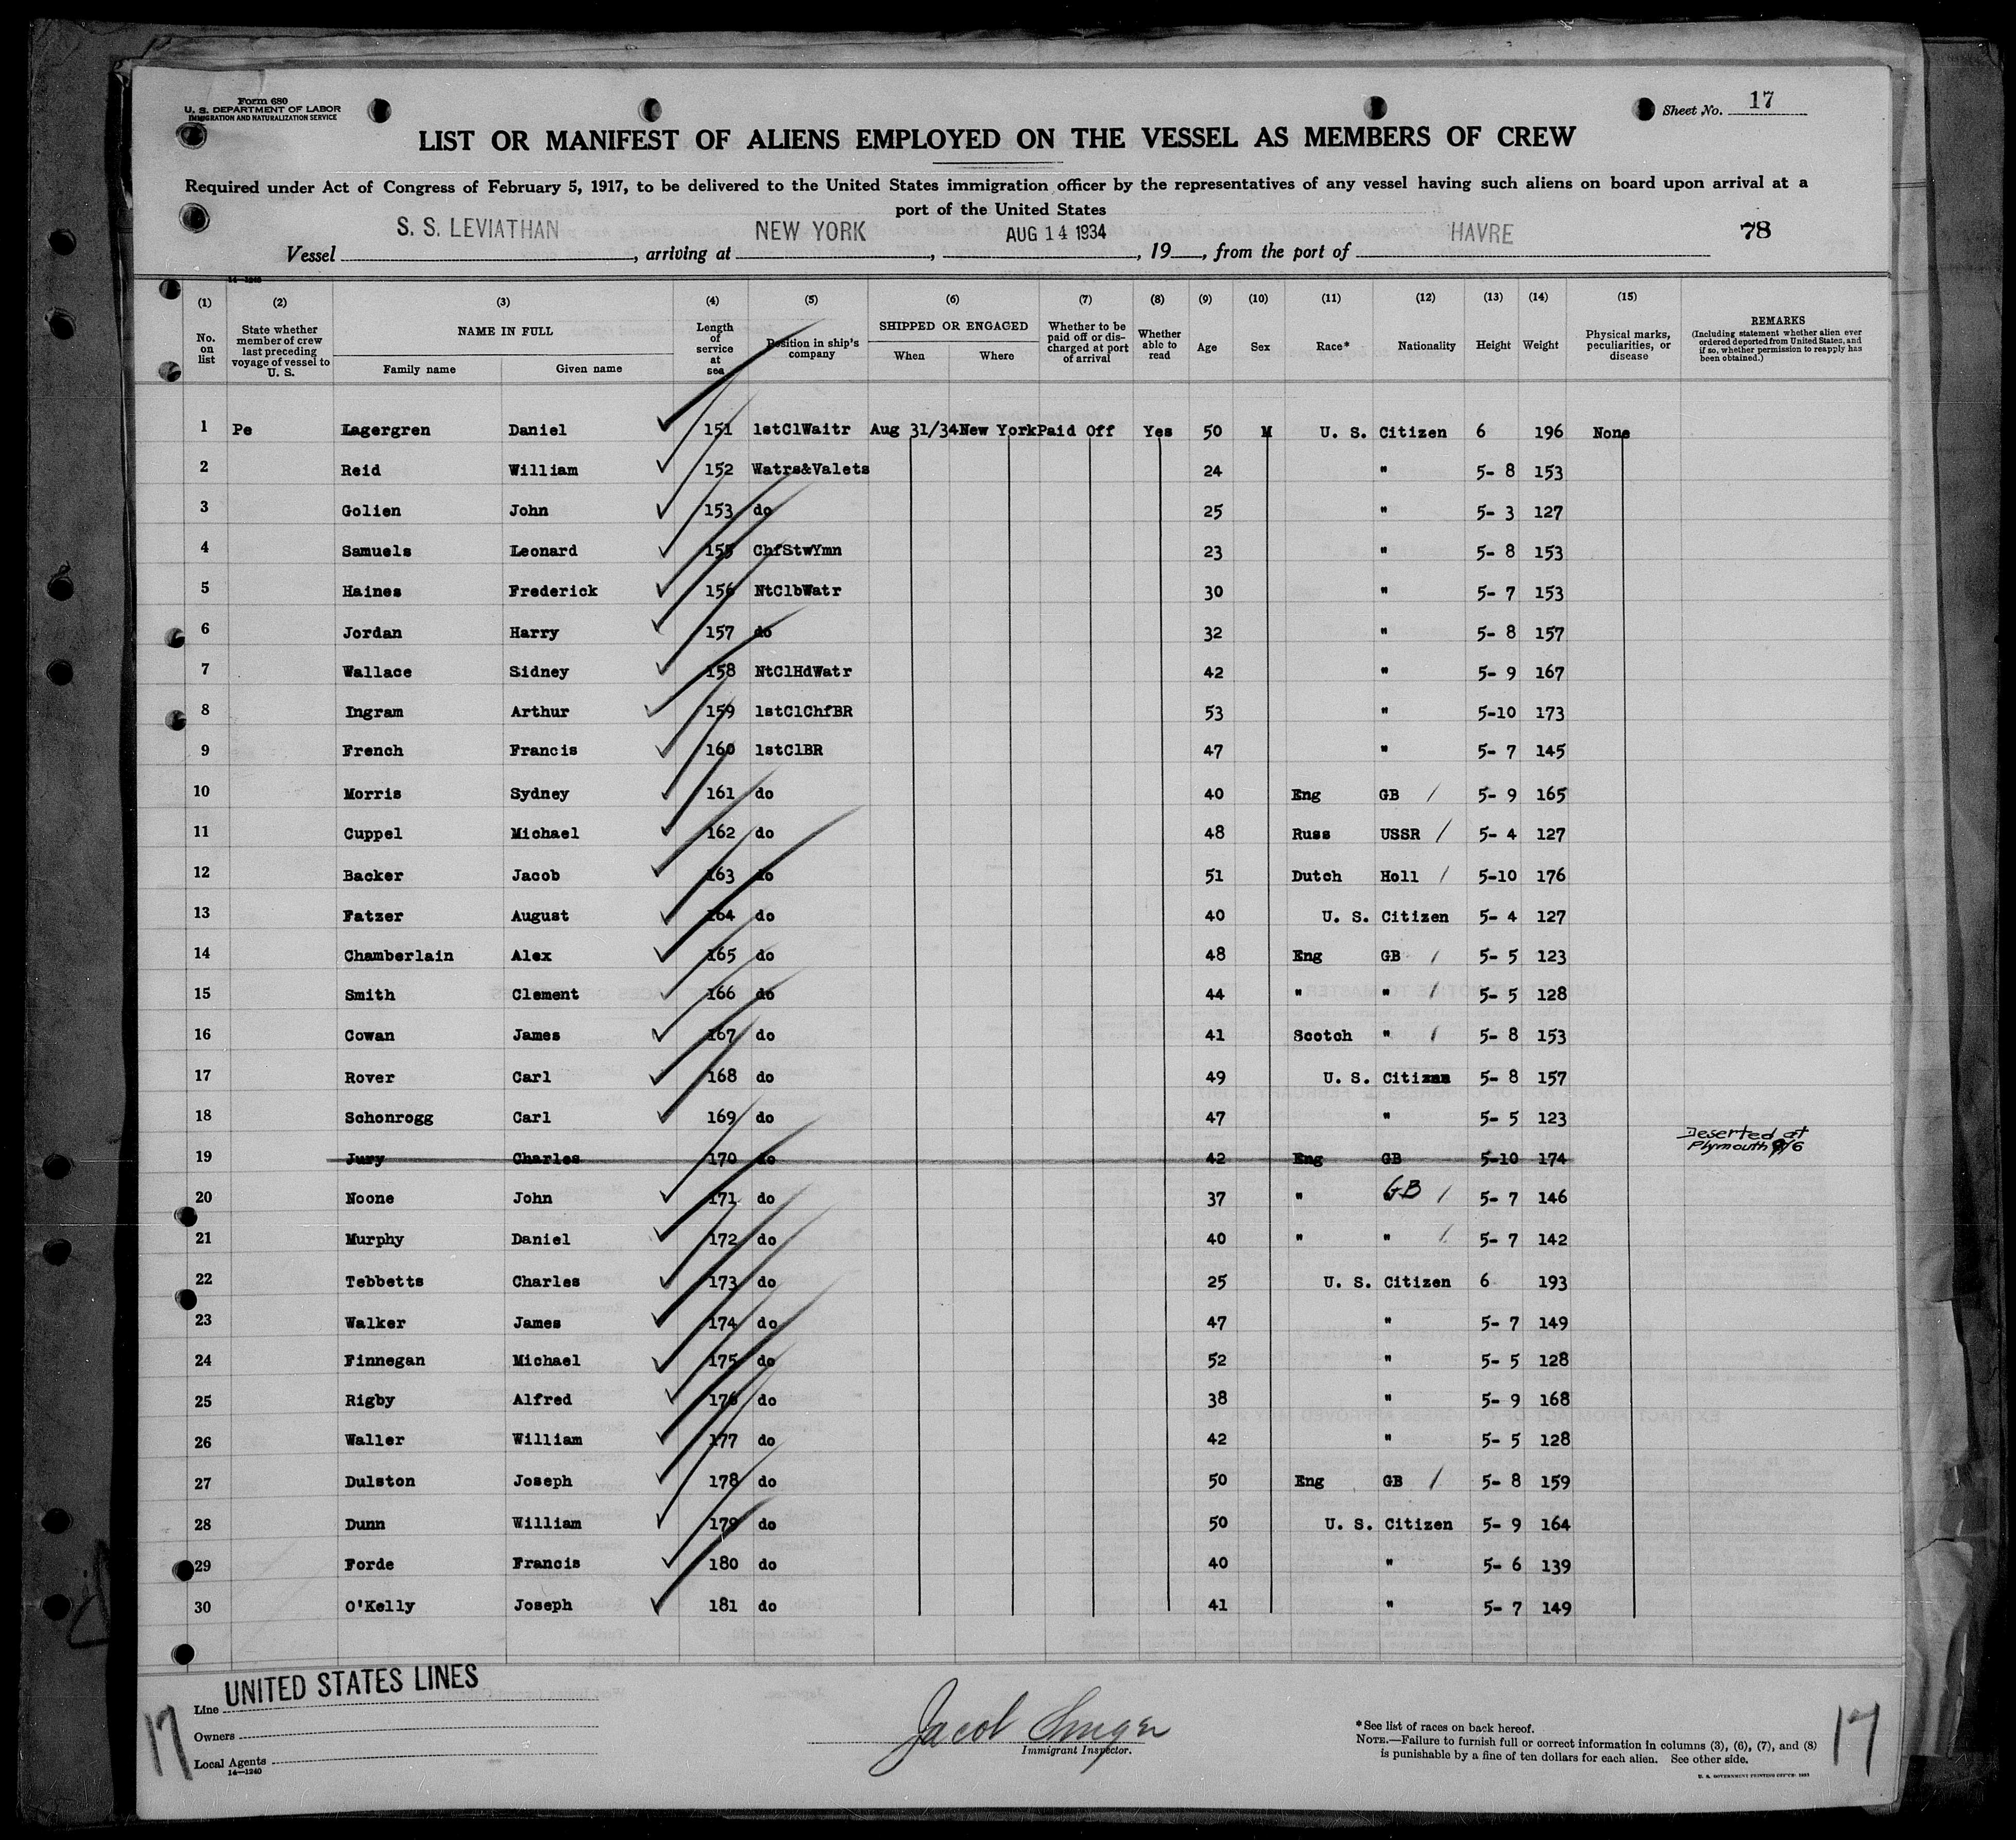 Form 680
U. S. DEPARTMENT OF LABOR
IMMIGRATION AND NATURALIZATION SERVICE
Sheet No. 17
LIST OR MANIFEST OF ALIENS EMPLOYED ON THE VESSEL AS MEMBERS OF CREW
Required under Act of Congress of February 5, 1917, to be delivered to the United States immigration officer by the representatives of any vessel having such aliens on board upon arrival at a
port of the United States
Vessel S. S. LEVIATHAN, arriving at NEW YORK, AUG 14 1934, 19, from the port of HAVRE 78
14-1240
(1) (2) (3) (4) (5) (6) (7) (8) (9) (10) (11) (12) (13) (14) (15)
No. on list
State whether member of crew last preceding voyage of vessel to U. S.
NAME IN FULL
Family name Given name
Length of service at sea
Position in ship's company
SHIPPED OR ENGAGED
When Where
Whether to be paid off or discharged at port of arrival
Whether able to read
Age
Sex
Race*
Nationality
Height
Weight
Physical marks, peculiarities, or disease
REMARKS
(Including statement whether alien ever ordered deported from United States, and if so, whether permission to reapply has been obtained.)
1 Pe Lagergren Daniel 151 1stClWaitr Aug 31/34 New York Paid Off Yes 50 M U. S. Citizen 6 196 None
2 Reid William 152 Watrs&Valets 24 " 5- 8 153
3 Golien John 153 do 25 " 5- 3 127
4 Samuels Leonard 155 ChfStwYmn 23 " 5- 8 153
5 Haines Frederick 156 NtClbWatr 30 " 5- 7 153
6 Jordan Harry 157 do 32 " 5- 8 157
7 Wallace Sidney 158 NtClHdWatr 42 " 5- 9 167
8 Ingram Arthur 159 1stClChfBR 53 " 5-10 173
9 French Francis 160 1stClBR 47 " 5- 7 145
10 Morris Sydney 161 do 40 Eng GB / 5- 9 165
11 Cuppel Michael 162 do 48 Russ USSR / 5- 4 127
12 Backer Jacob 163 do 51 Dutch Holl / 5-10 176
13 Fatzer August 164 do 40 U. S. Citizen 5- 4 127
14 Chamberlain Alex 165 do 48 Eng GB / 5- 5 123
15 Smith Clement 166 do 44 " " / 5- 5 128
16 Cowan James 167 do 41 Scotch " / 5- 8 153
17 Rover Carl 168 do 49 U. S. Citizen 5- 8 157
18 Schonrogg Carl 169 do 47 " 5- 5 123
19 Jury Charles 170 do 42 Eng GB 5-10 174 Deserted at
Plymouth 9/6
20 Noone John 171 do 37 " GB / 5- 7 146
21 Murphy Daniel 172 do 40 " " / 5- 7 142
22 Tebbetts Charles 173 do 25 U. S. Citizen 6 193
23 Walker James 174 do 47 " 5- 7 149
24 Finnegan Michael 175 do 52 " 5- 5 128
25 Rigby Alfred 176 do 38 " 5- 9 168
26 Waller William 177 do 42 " 5- 5 128
27 Dulston Joseph 178 do 50 Eng GB / 5- 8 159
28 Dunn William 179 do 50 U. S. Citizen 5- 9 164
29 Forde Francis 180 do 40 " 5- 6 139
30 O'Kelly Joseph 181 do 41 " 5- 7 149
Line UNITED STATES LINES
Owners
Local Agents
14-1240
17
Jacob
Immigrant Inspector.
*See list of races on back hereof.
NOTE.—Failure to furnish full or correct information in columns (3), (6), (7), and (8)
is punishable by a fine of ten dollars for each alien. See other side.
17